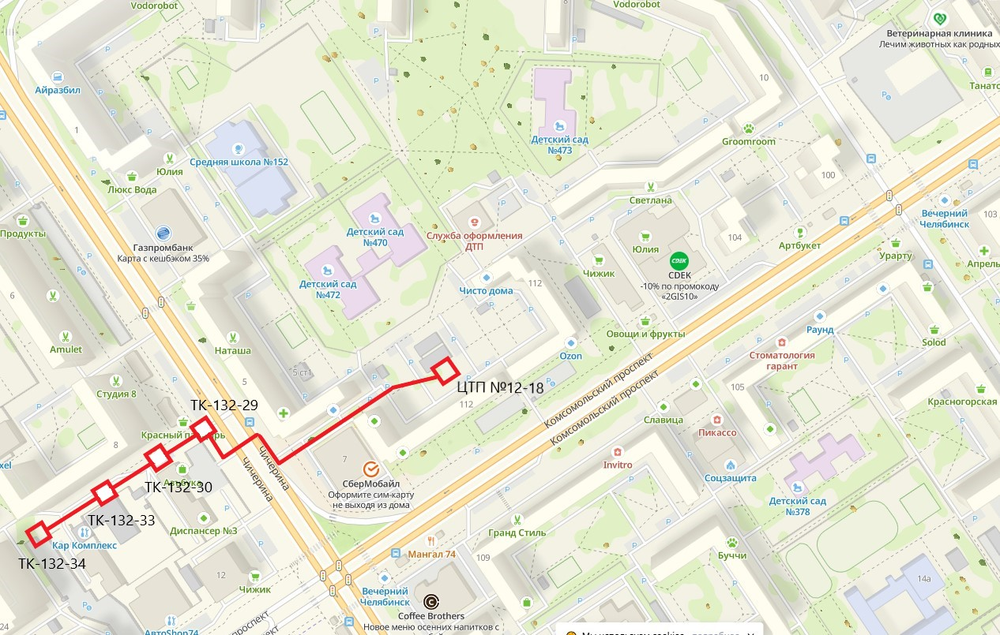 Vodorobot
Vodorobot
Ветеринарная клиника
Лечим животных как родных
10
Айразбил
1
Детский сад
№473
Groomroom
Средняя школа №152
Юлия
Люкс Вода
100
Светлана
Вечерний
Челябинск
103
Продукты
Детский сад
№470
Служба оформления
ДТП
104
Артбукет
Юлия
Газпромбанк
Карта с кешбэком 35%
CDEK
CDEK
-10% по промокоду
«2GIS10»
Чижик
Урарту
Детский сад
№472
112
Чисто дома
6
Раунд
Овощи и фрукты
Amulet
Наташа
Ozon
Solod
Стоматология
гарант
5 ст1
5
Комсомольский проспект
Комсомольский проспект
ЦТП №12-18
105
Студия 8
ТК-132-29
112
Красногорская
Славица
Пикассо
8
7
Чичерина
Чичерина
Invitro
Соцзащита
ТК-132-30
СберМобайл
Оформите сим-карту
не выходя из дома
Детский сад
№378
ТК-132-33
Диспансер №3
Гранд Стиль
Кар Комплекс
ТК-132-34
Мангал 74
109
Буччи
12
Чижик
Вечерний
Челябинск
14а
Coffee Brothers
Новое меню осенних напитков с
24
АвтоShop74
проспект